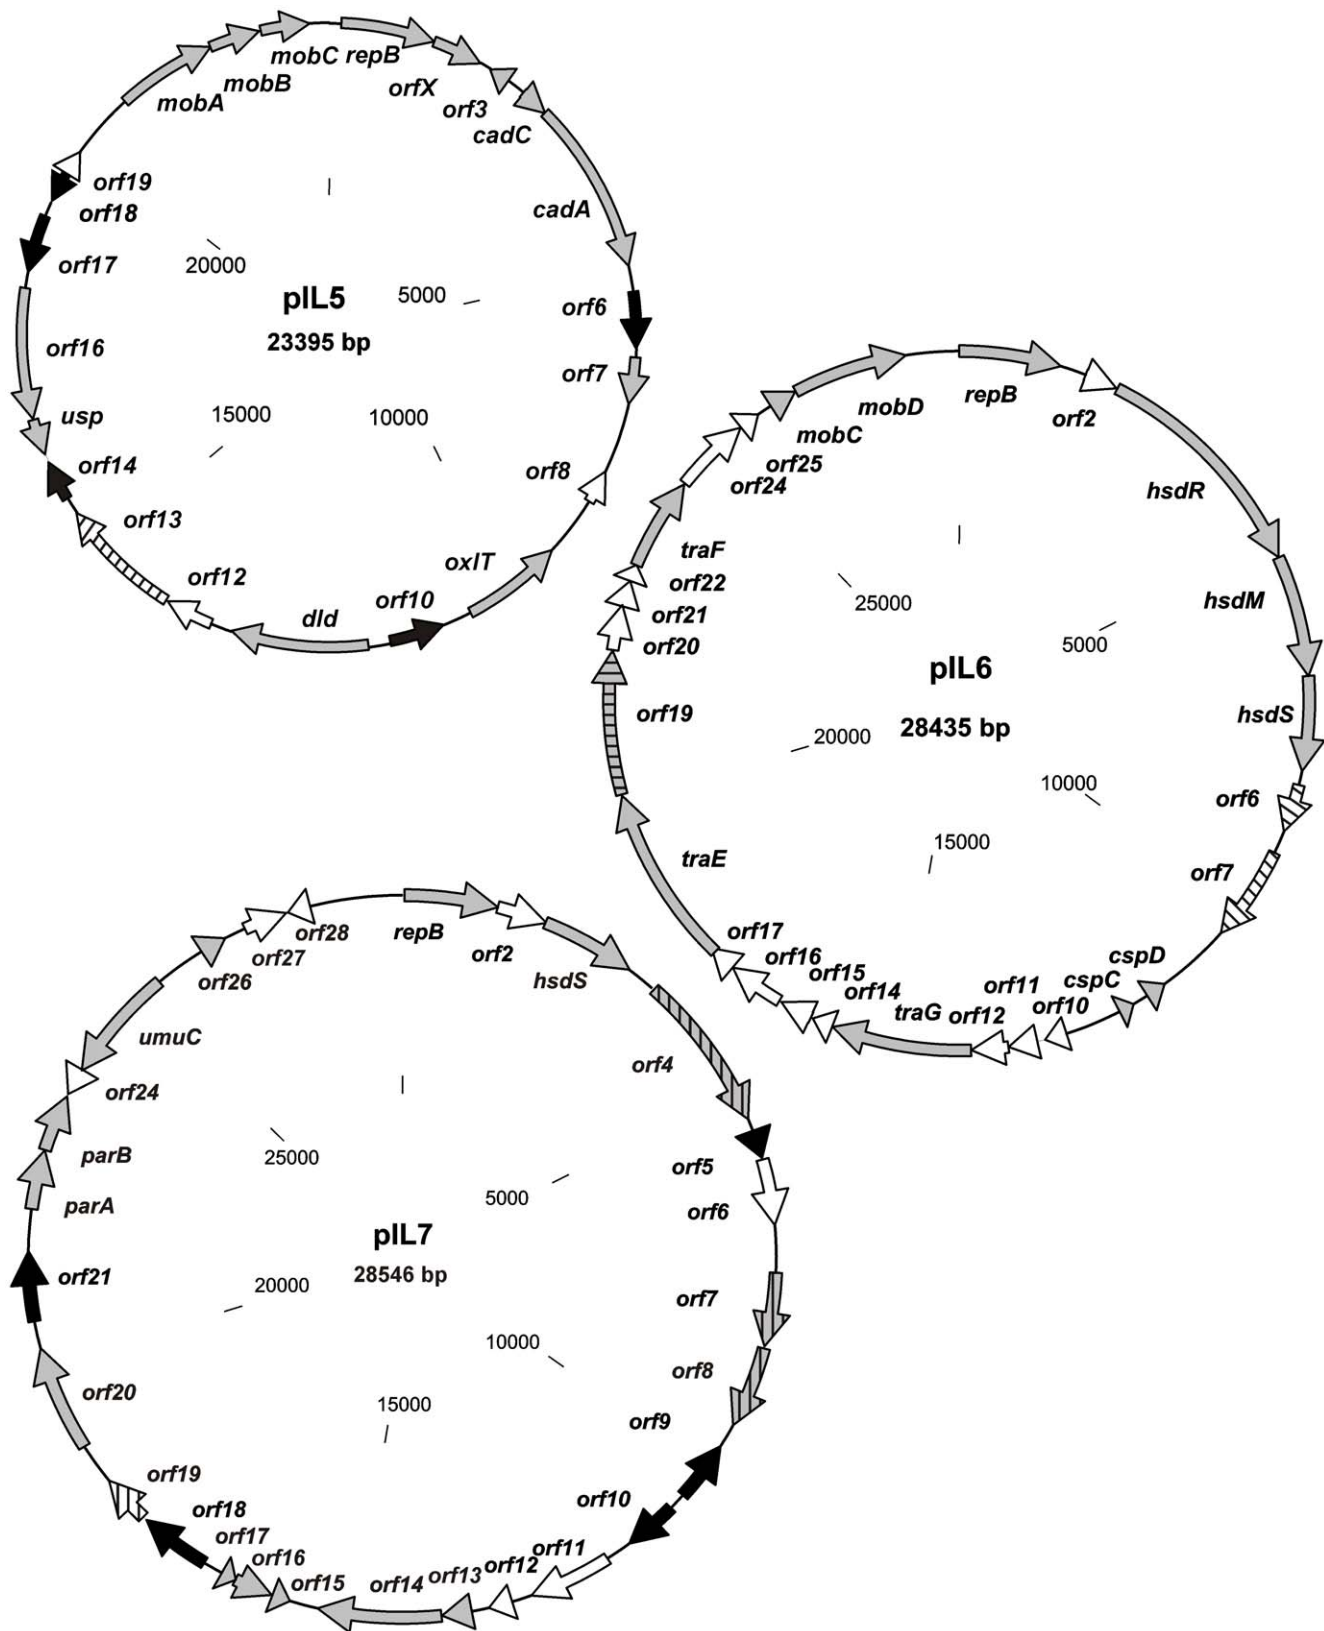 mobA
mobB
mobC
repB
orfX
orf3
cadC
cadA
orf6
orf7
orf8
oxlT
orf10
dld
orf12
orf13
orf14
usp
orf16
orf17
orf18
orf19
20000
5000
15000
10000
pIL5
23395 bp
repB
orf2
hsdR
hsdM
hsdS
orf6
orf7
cspD
cspC
orf10
orf11
orf12
traG
orf14
orf15
orf16
orf17
traE
orf19
orf20
orf21
orf22
traF
orf24
orf25
mobC
mobD
25000
5000
20000
10000
15000
pIL6
28435 bp
repB
orf2
hsdS
orf4
orf5
orf6
orf7
orf8
orf9
orf10
orf11
orf12
orf13
orf14
orf15
orf16
orf17
orf18
orf19
orf20
orf21
parA
parB
orf24
umuC
orf26
orf27
orf28
25000
5000
20000
10000
15000
pIL7
28546 bp